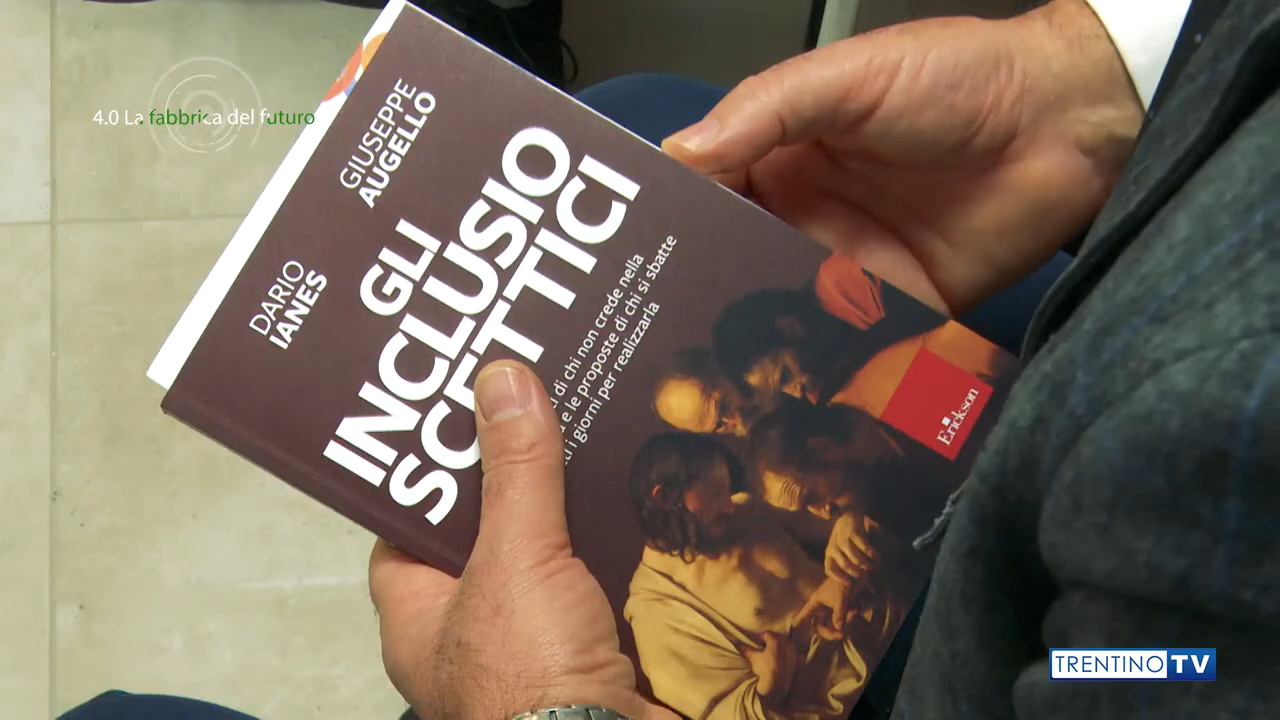 4.0 La fabbrica del futuro
DARIO
IANES
GIUSEPPE
AUGELLO
GLI
INCLUSIO
SCETTICI
di chi non crede nella
e le proposte di chi si sbatte
i giorni per realizzarla
Erickson
TRENTINO TV